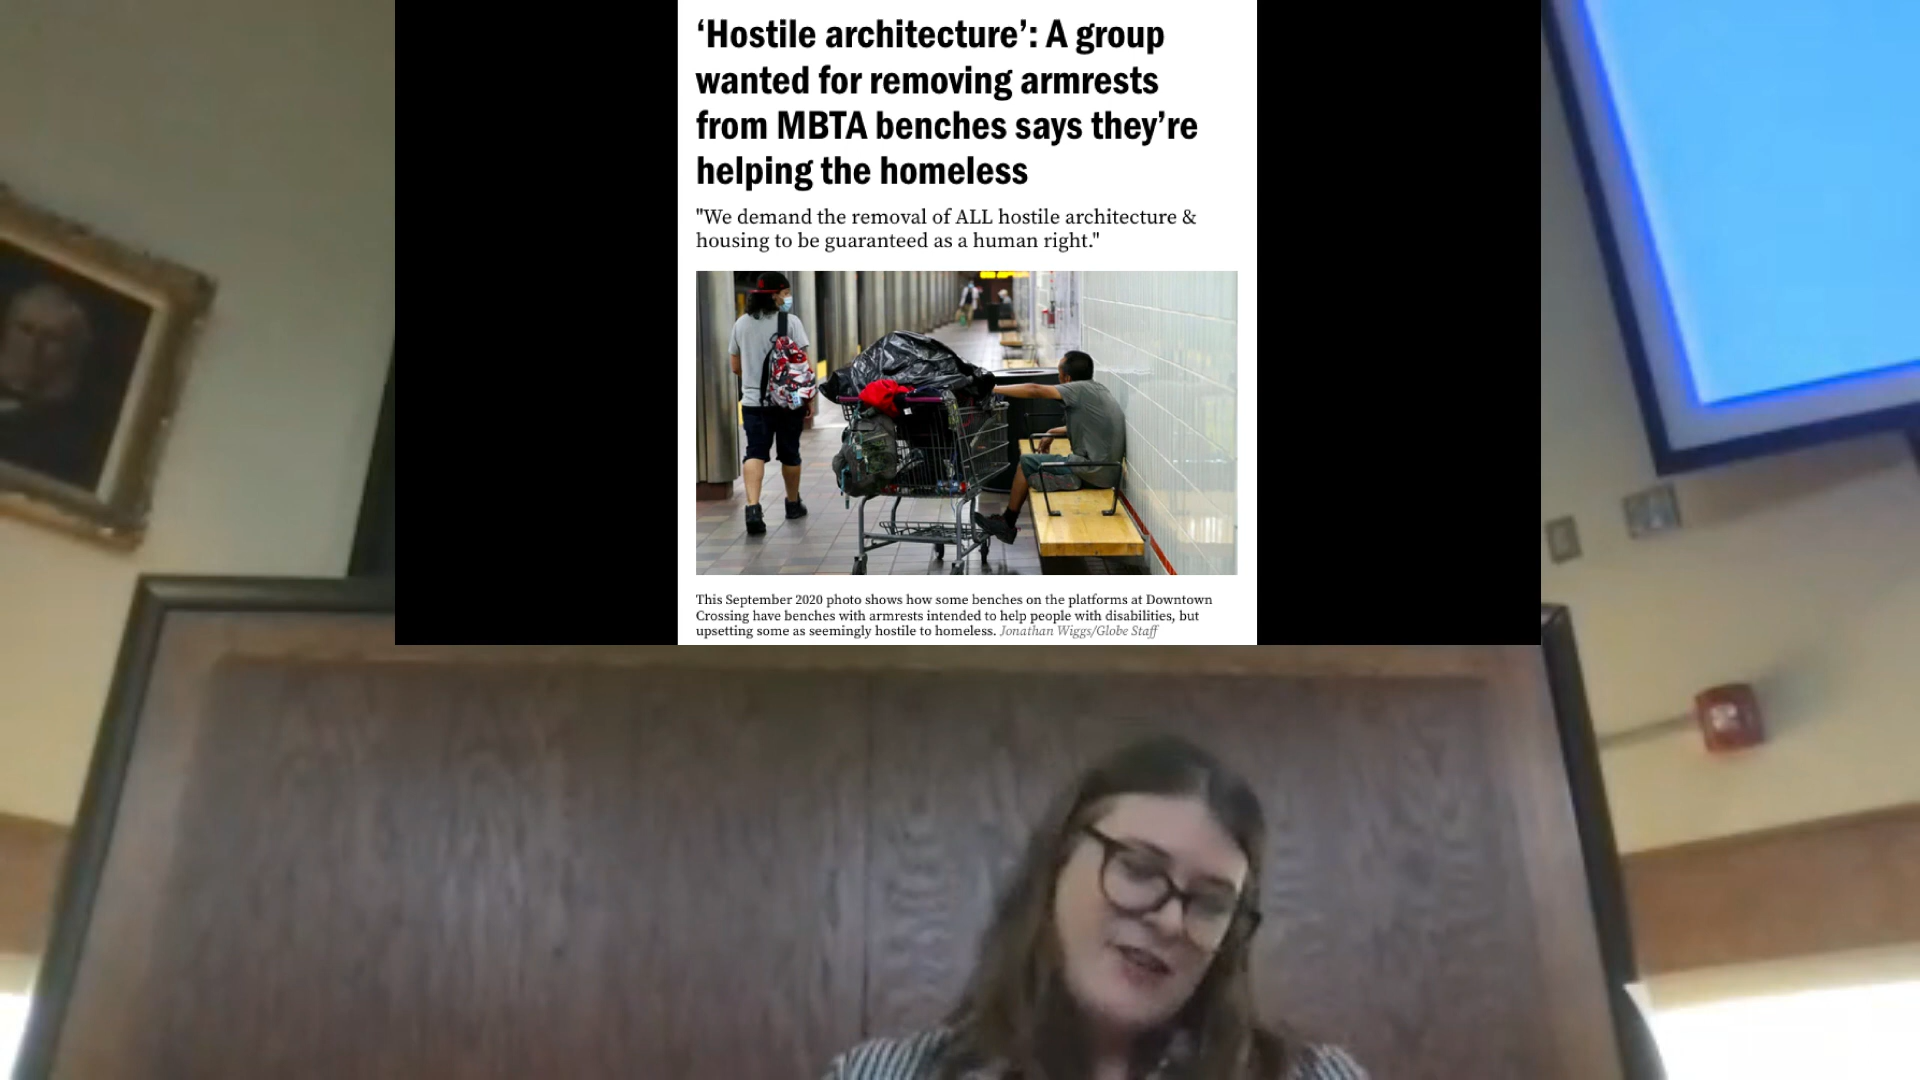 ‘Hostile architecture’: A group
wanted for removing armrests
from MBTA benches says they’re
helping the homeless
"We demand the removal of ALL hostile architecture &
housing to be guaranteed as a human right."
This September 2020 photo shows how some benches on the platforms at Downtown
Crossing have benches with armrests intended to help people with disabilities, but
upsetting some as seemingly hostile to homeless. Jonathan Wiggs/Globe Staff